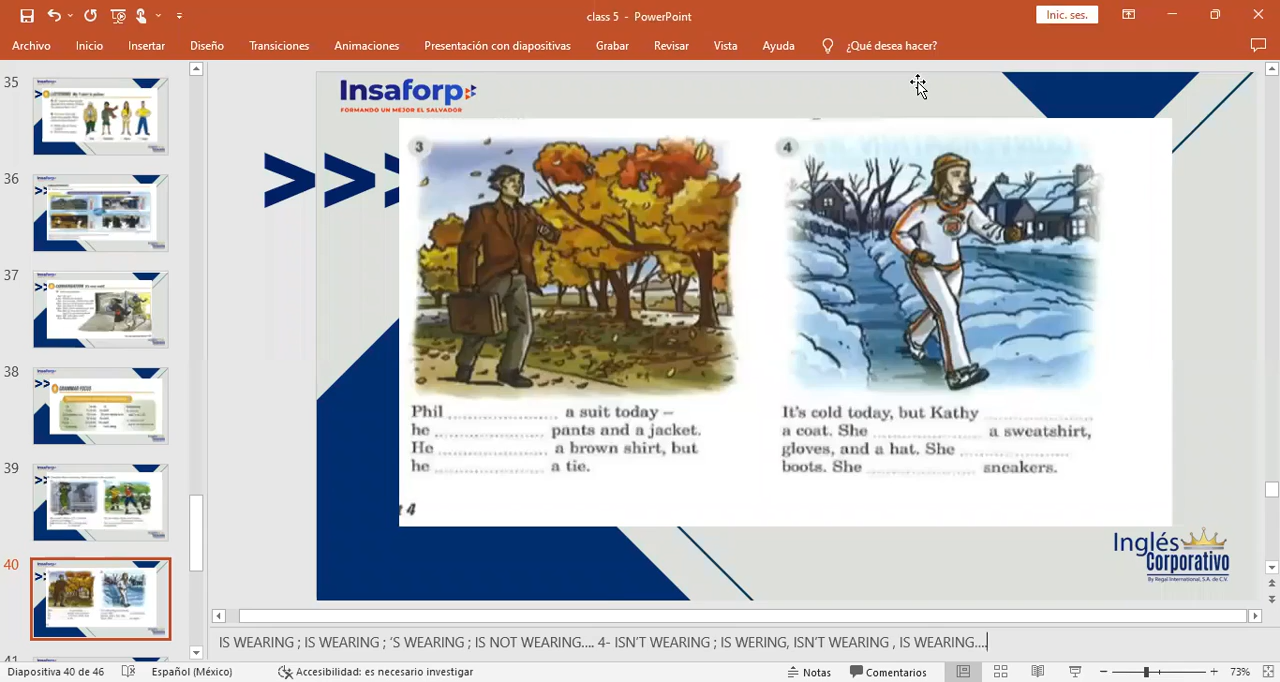 class 5 - PowerPoint
Inic. ses.
Archivo Inicio Insertar Diseño Transiciones Animaciones Presentación con diapositivas Grabar Revisar Vista Ayuda ¿Qué desea hacer?
35
36
37
38
39
40
41
Insaforp
FORMANDO UN MEJOR EL SALVADOR
3
4
Phil .................... a suit today –
he .................... pants and a jacket.
He .................... a brown shirt, but
he .................... a tie.
It's cold today, but Kathy ....................
a coat. She .................... a sweatshirt,
gloves, and a hat. She ....................
boots. She .................... sneakers.
4
Inglés
Corporativo
By Regal International, S.A. de C.V.
IS WEARING ; IS WEARING ; ‘S WEARING ; IS NOT WEARING.... 4- ISN’T WEARING ; IS WERING, ISN’T WEARING , IS WEARING....
Diapositiva 40 de 46 Español (México) Accesibilidad: es necesario investigar Notas Comentarios 73%